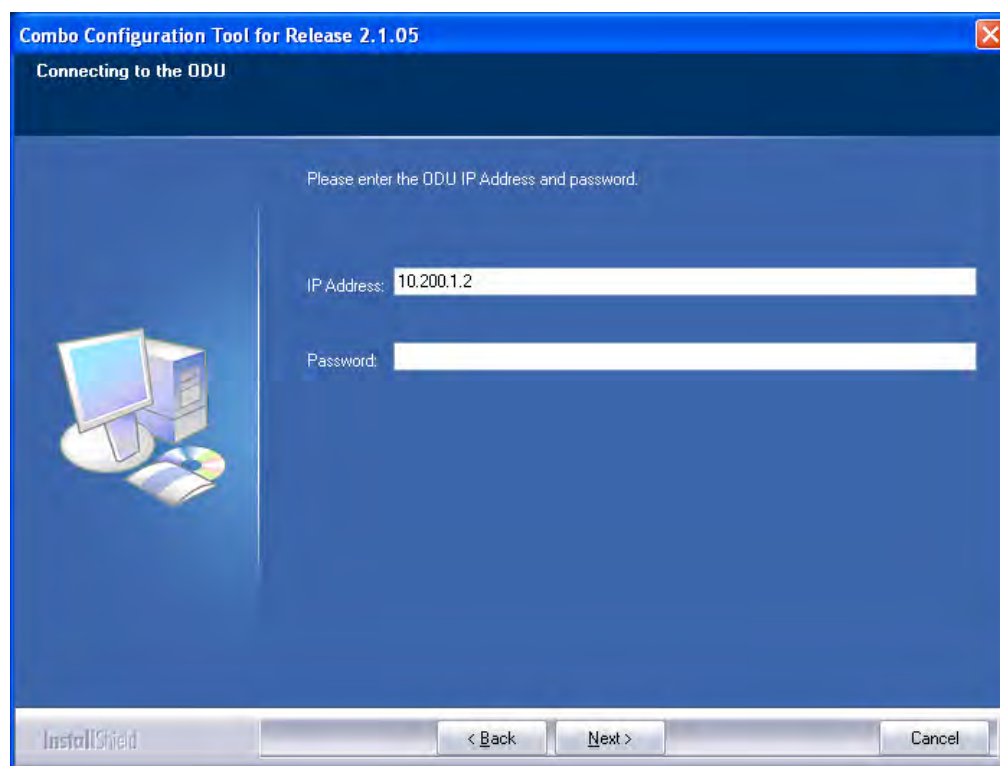 Combo Configuration Tool for Release 2.1.05
Connecting to the ODU
Please enter the ODU IP Address and password.
IP Address: 10.200.1.2
Password:
InstallShield
< Back Next > Cancel